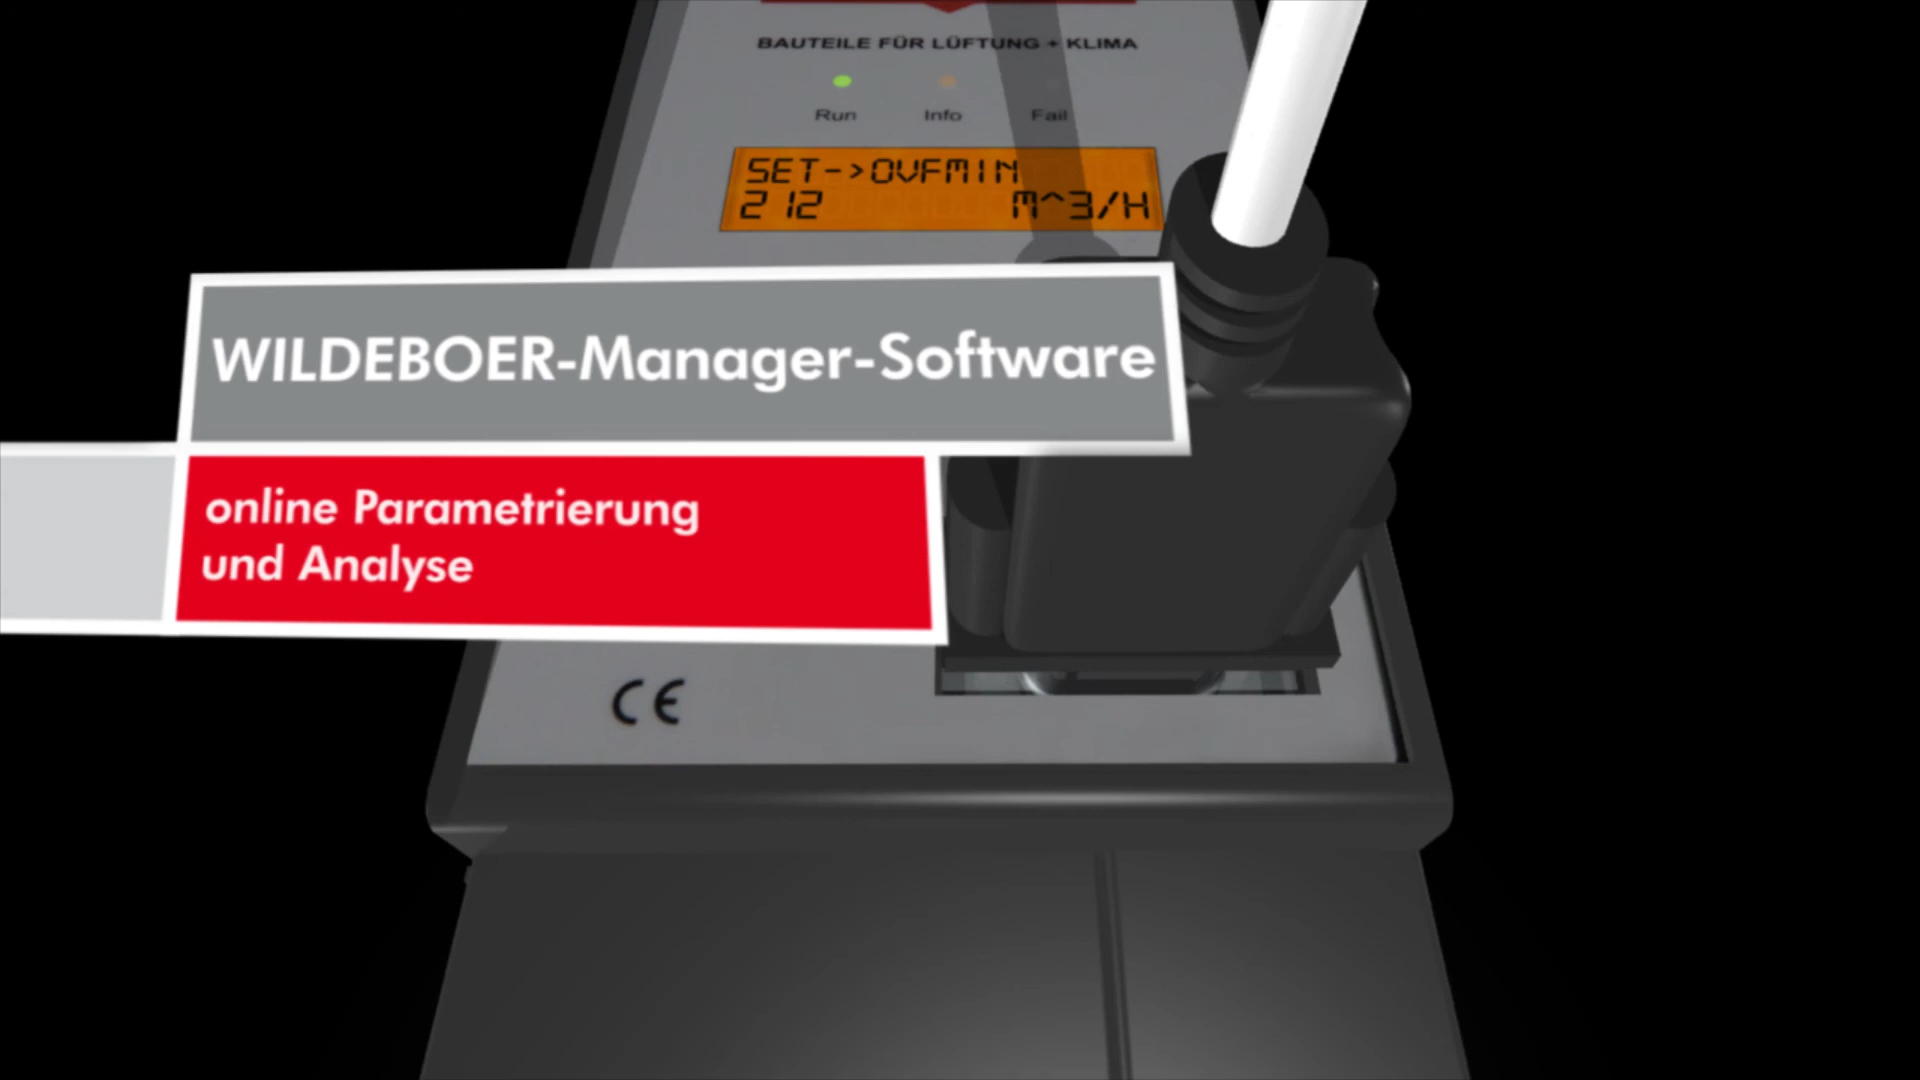 BAUTEILE FÜR LÜFTUNG + KLIMA
Run Info Fail
SET->OVFMIN
212 M^3/H
WILDEBOER-Manager-Software
online Parametrierung
und Analyse
CE